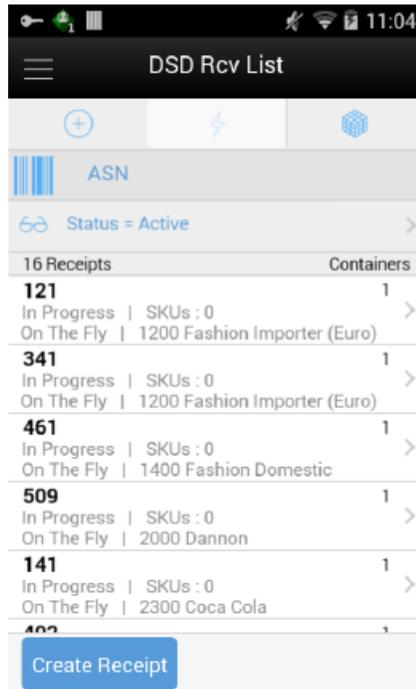 1
11:04
DSD Rcv List
ASN
Status = Active
16 Receipts Containers
121 1
In Progress | SKUs : 0
On The Fly | 1200 Fashion Importer (Euro)
341 1
In Progress | SKUs : 0
On The Fly | 1200 Fashion Importer (Euro)
461 1
In Progress | SKUs : 0
On The Fly | 1400 Fashion Domestic
509 1
In Progress | SKUs : 0
On The Fly | 2000 Dannon
141 1
In Progress | SKUs : 0
On The Fly | 2300 Coca Cola
Create Receipt